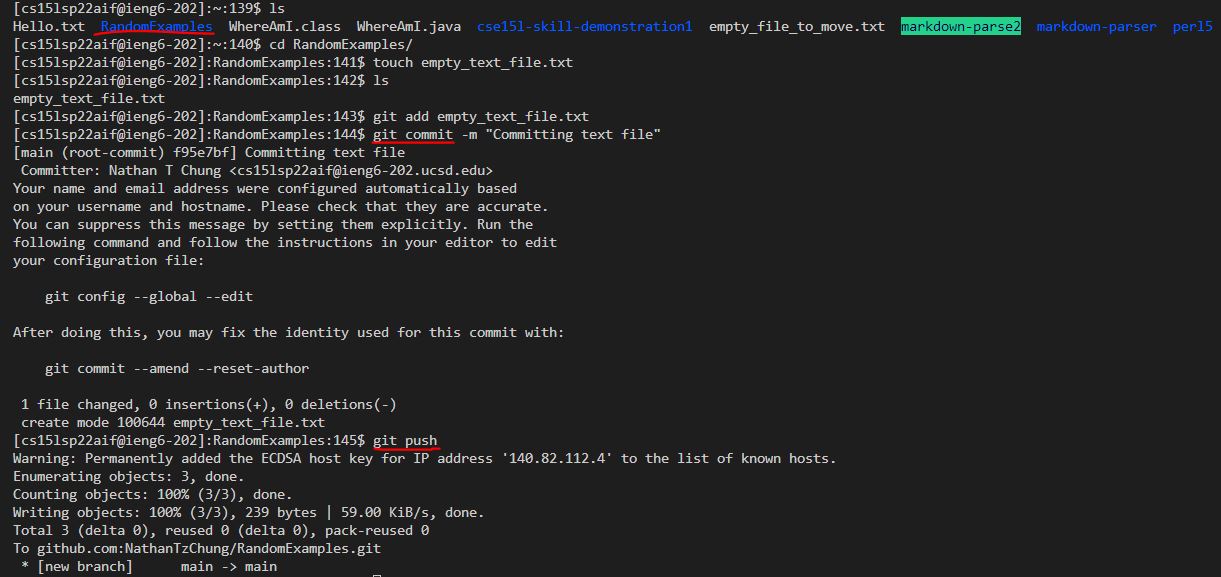 [cs15lsp22aif@ieng6-202]:~:139$ ls
Hello.txt RandomExamples WhereAmI.class WhereAmI.java cse15l-skill-demonstration1 empty_file_to_move.txt markdown-parse2 markdown-parser perl5
[cs15lsp22aif@ieng6-202]:~:140$ cd RandomExamples/
[cs15lsp22aif@ieng6-202]:RandomExamples:141$ touch empty_text_file.txt
[cs15lsp22aif@ieng6-202]:RandomExamples:142$ ls
empty_text_file.txt
[cs15lsp22aif@ieng6-202]:RandomExamples:143$ git add empty_text_file.txt
[cs15lsp22aif@ieng6-202]:RandomExamples:144$ git commit -m "Committing text file"
[main (root-commit) f95e7bf] Committing text file
 Committer: Nathan T Chung <cs15lsp22aif@ieng6-202.ucsd.edu>
Your name and email address were configured automatically based
on your username and hostname. Please check that they are accurate.
You can suppress this message by setting them explicitly. Run the
following command and follow the instructions in your editor to edit
your configuration file:
    git config --global --edit
After doing this, you may fix the identity used for this commit with:
    git commit --amend --reset-author
 1 file changed, 0 insertions(+), 0 deletions(-)
 create mode 100644 empty_text_file.txt
[cs15lsp22aif@ieng6-202]:RandomExamples:145$ git push
Warning: Permanently added the ECDSA host key for IP address '140.82.112.4' to the list of known hosts.
Enumerating objects: 3, done.
Counting objects: 100% (3/3), done.
Writing objects: 100% (3/3), 239 bytes | 59.00 KiB/s, done.
Total 3 (delta 0), reused 0 (delta 0), pack-reused 0
To github.com:NathanTzChung/RandomExamples.git
 * [new branch]      main -> main